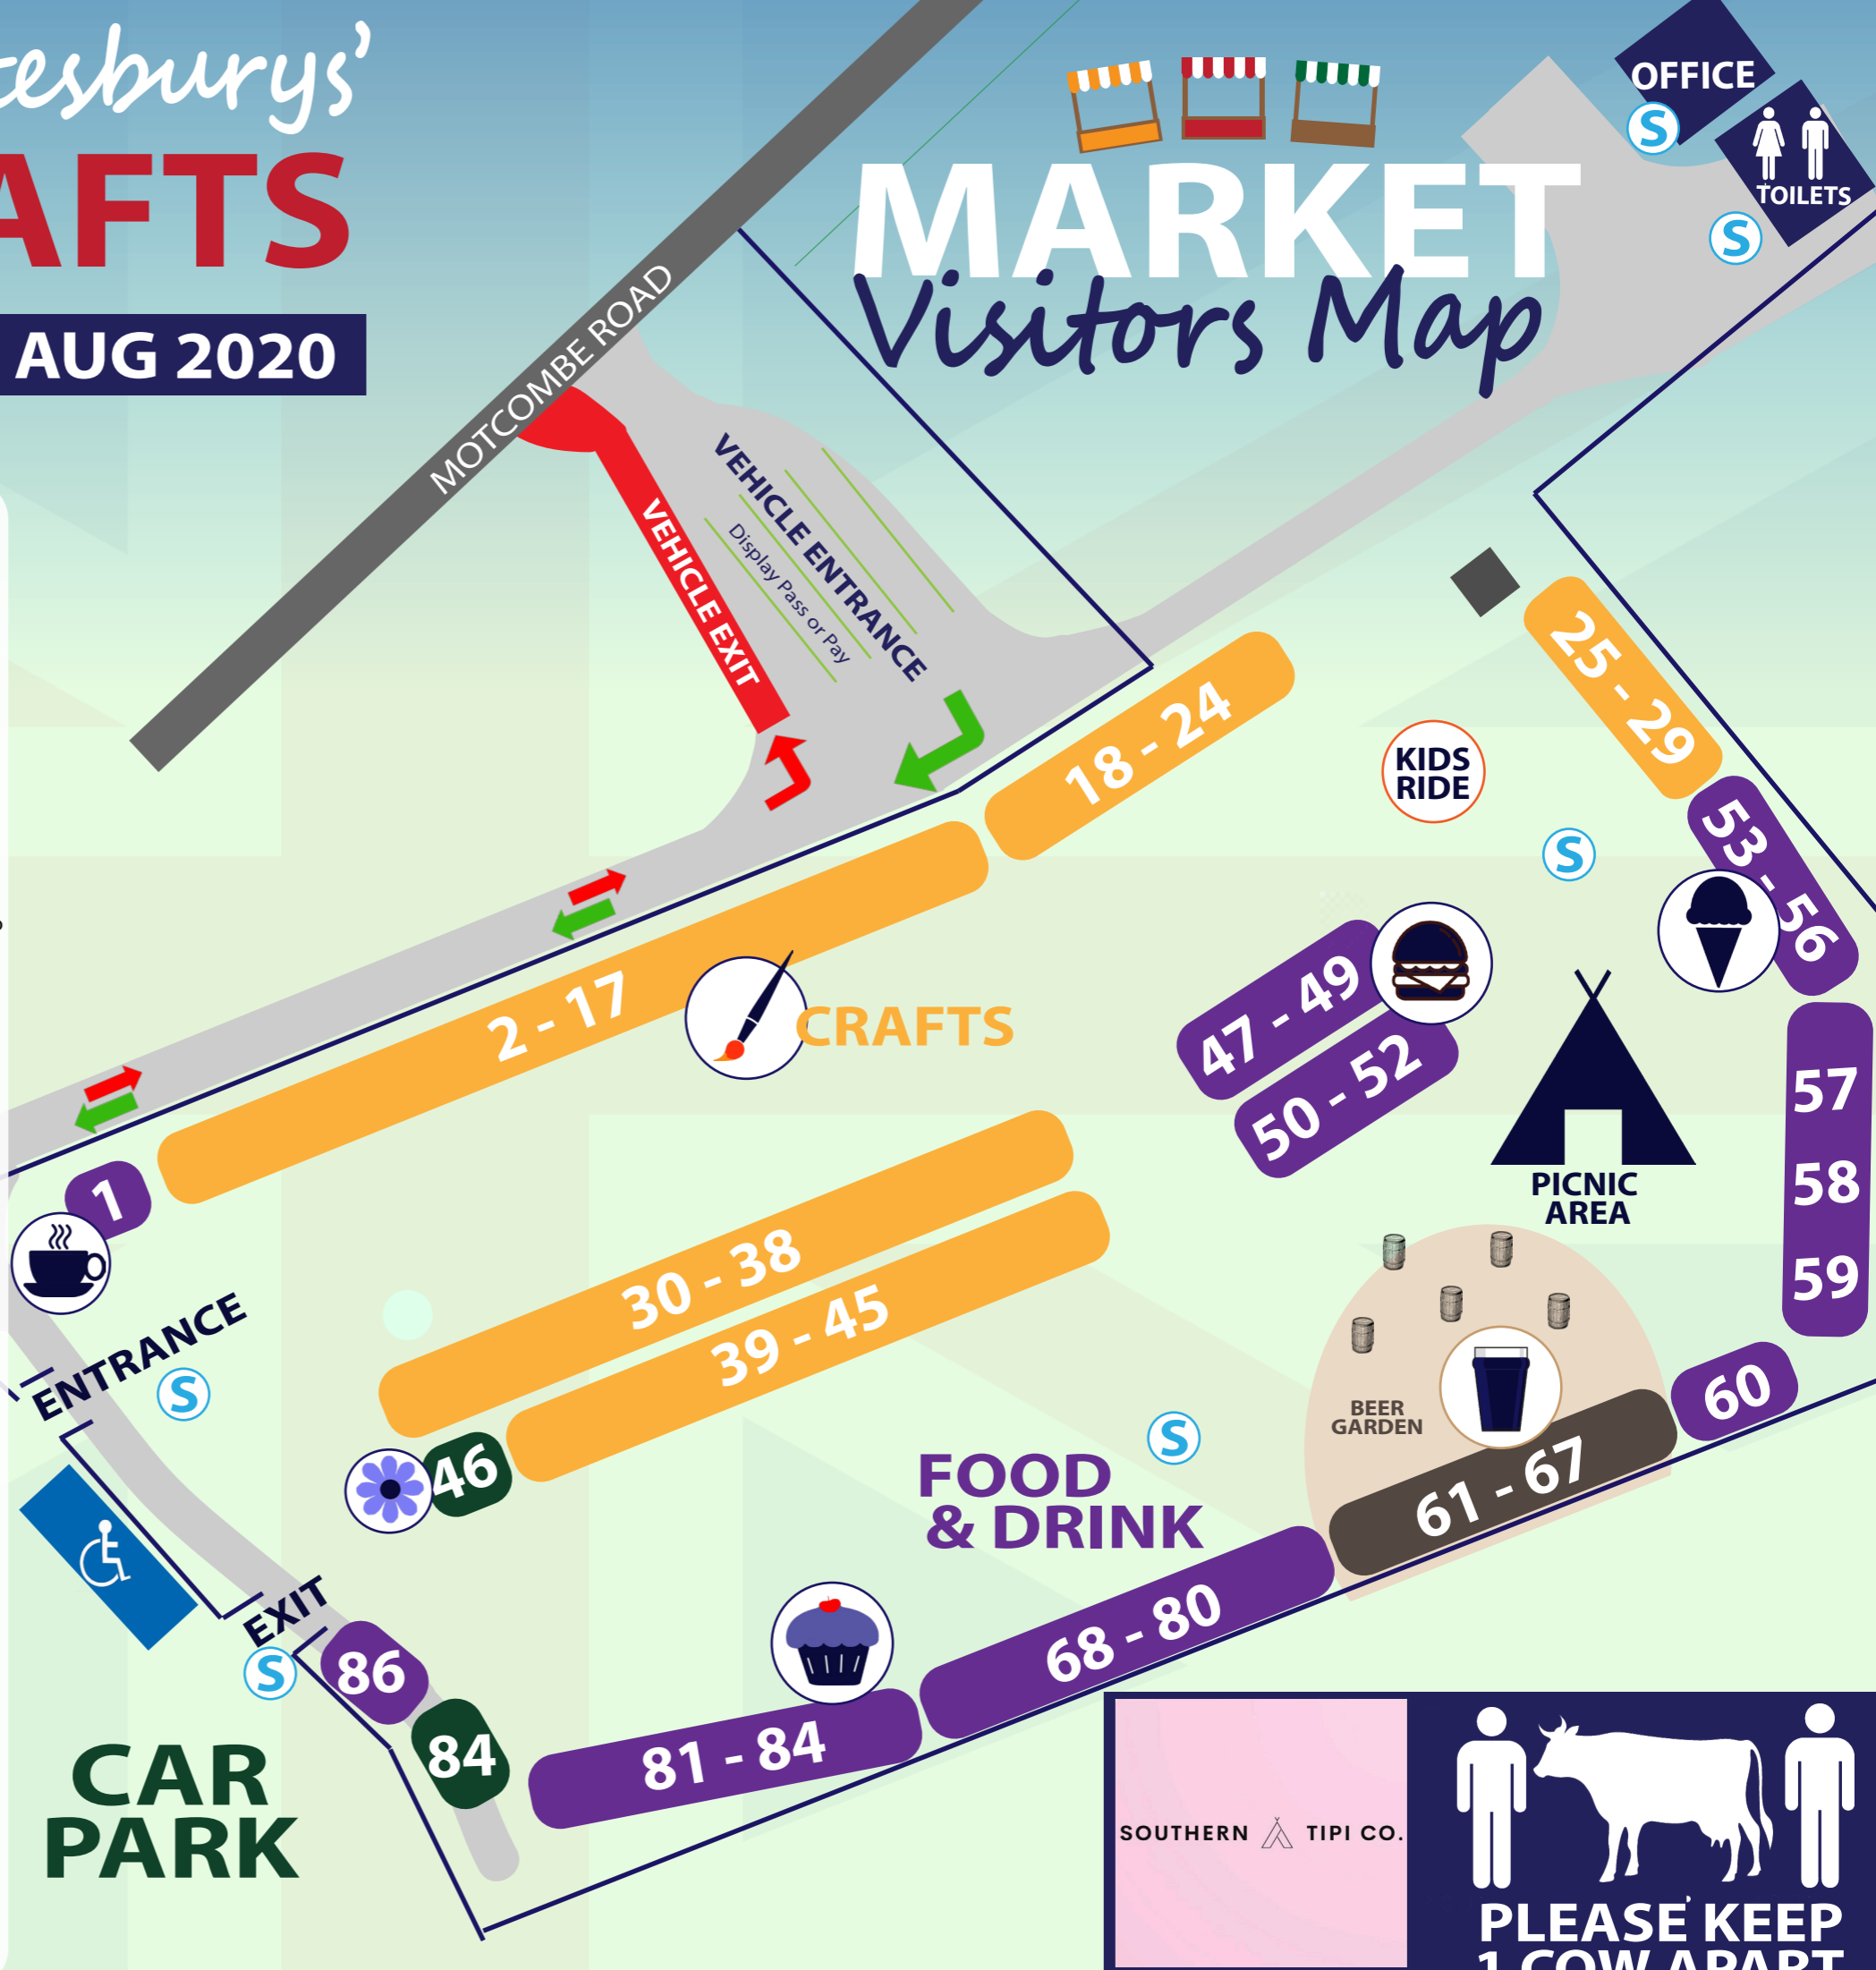 esburys'
AFTS
AUG 2020
MARKET
Visitors Map
OFFICE
S
TOILETS
S
MOTCOMBE ROAD
VEHICLE EXIT
VEHICLE ENTRANCE
Display Pass or Pay
18 - 24
25 - 29
KIDS
RIDE
S
53 - 56
2 - 17
CRAFTS
47 - 49
50 - 52
57
58
59
PICNIC
AREA
1
ENTRANCE
S
30 - 38
39 - 45
46
BEER
GARDEN
60
61 - 67
S
FOOD
& DRINK
68 - 80
81 - 84
EXIT
S
86
84
CAR
PARK
SOUTHERN TIPI CO.
PLEASE KEEP
1 COW APART